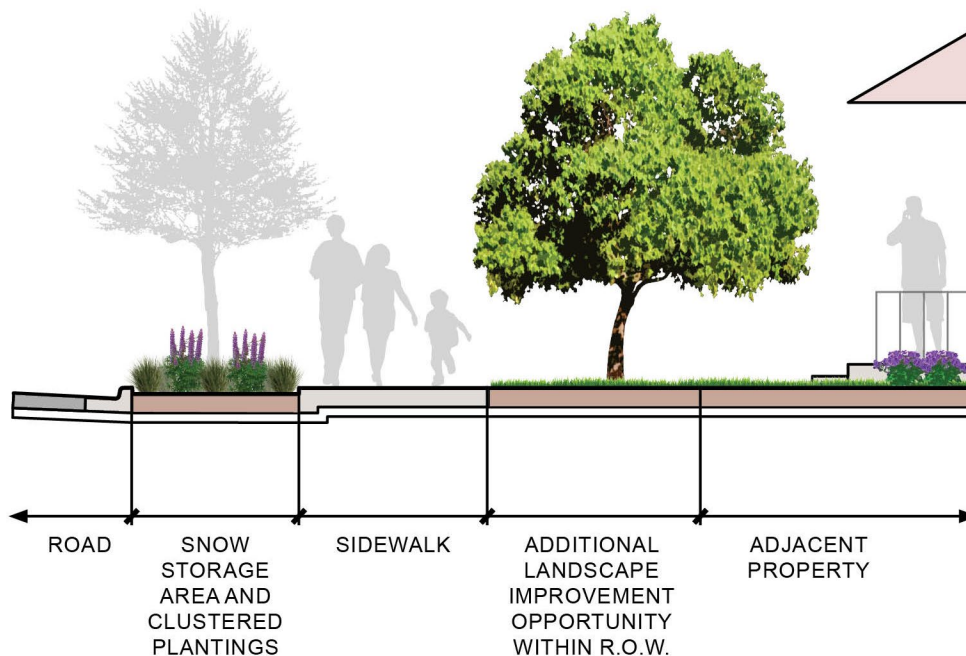 ROAD
SNOW
STORAGE
AREA AND
CLUSTERED
PLANTINGS
SIDEWALK
ADDITIONAL
LANDSCAPE
IMPROVEMENT
OPPORTUNITY
WITHIN R.O.W.
ADJACENT
PROPERTY